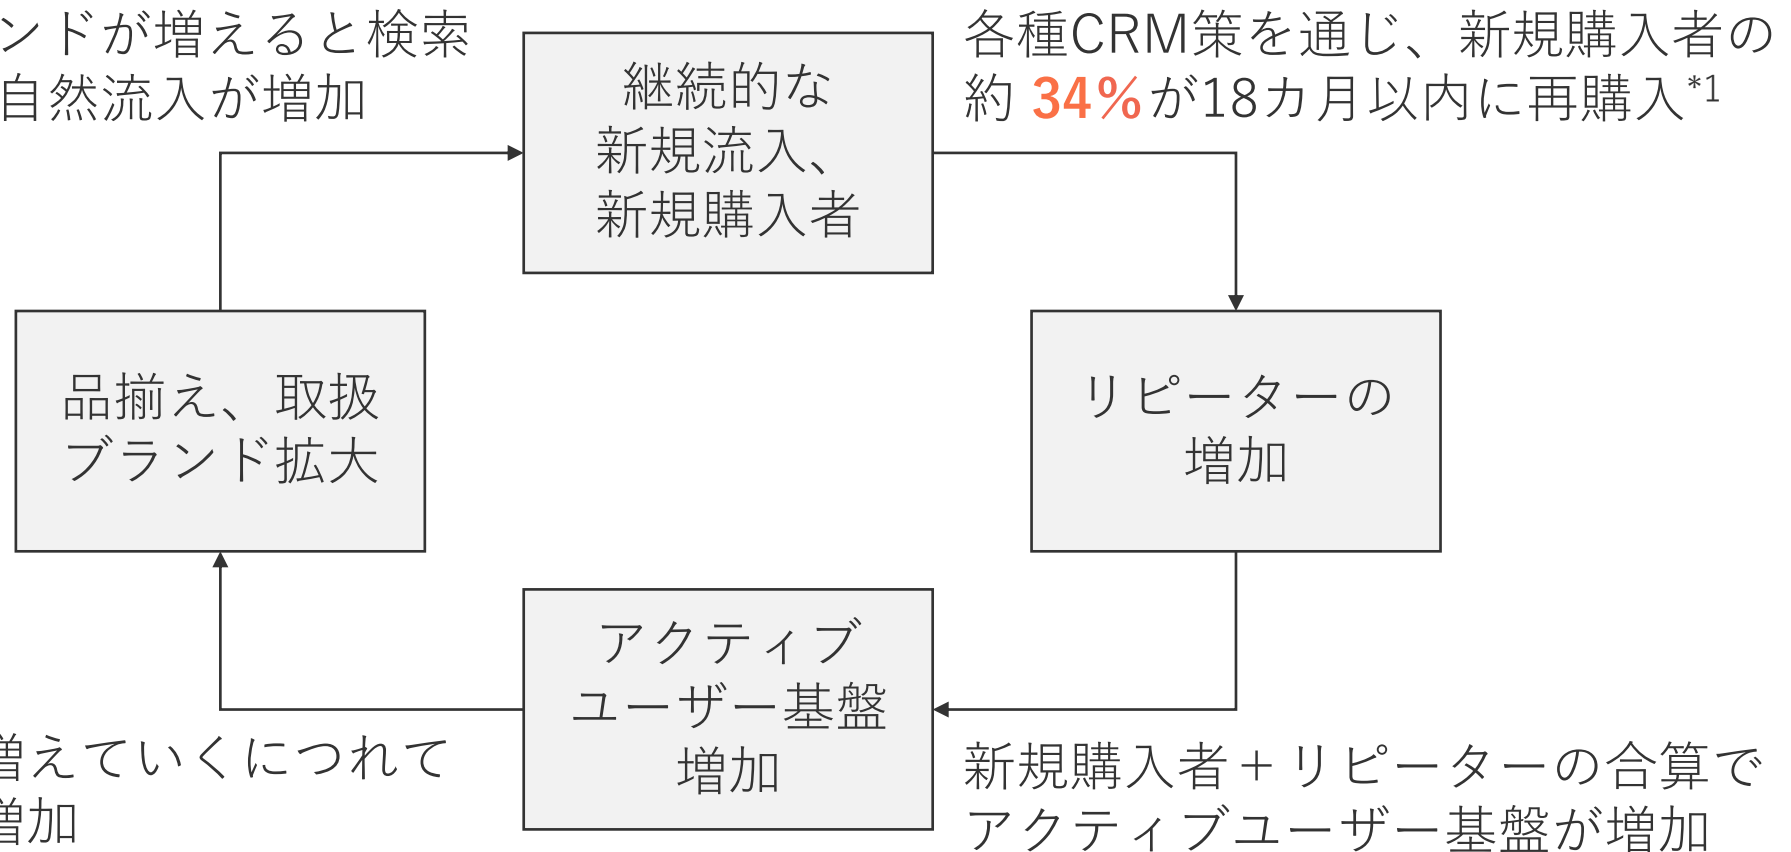 ンドが増えると検索
自然流入が増加
継続的な
新規流入、
新規購入者
各種CRM策を通じ、新規購入者の
約 34%が18カ月以内に再購入*1
品揃え、取扱
ブランド拡大
リピーターの
増加
アクティブ
ユーザー基盤
増加
増えていくにつれて
増加
新規購入者＋リピーターの合算で
アクティブユーザー基盤が増加